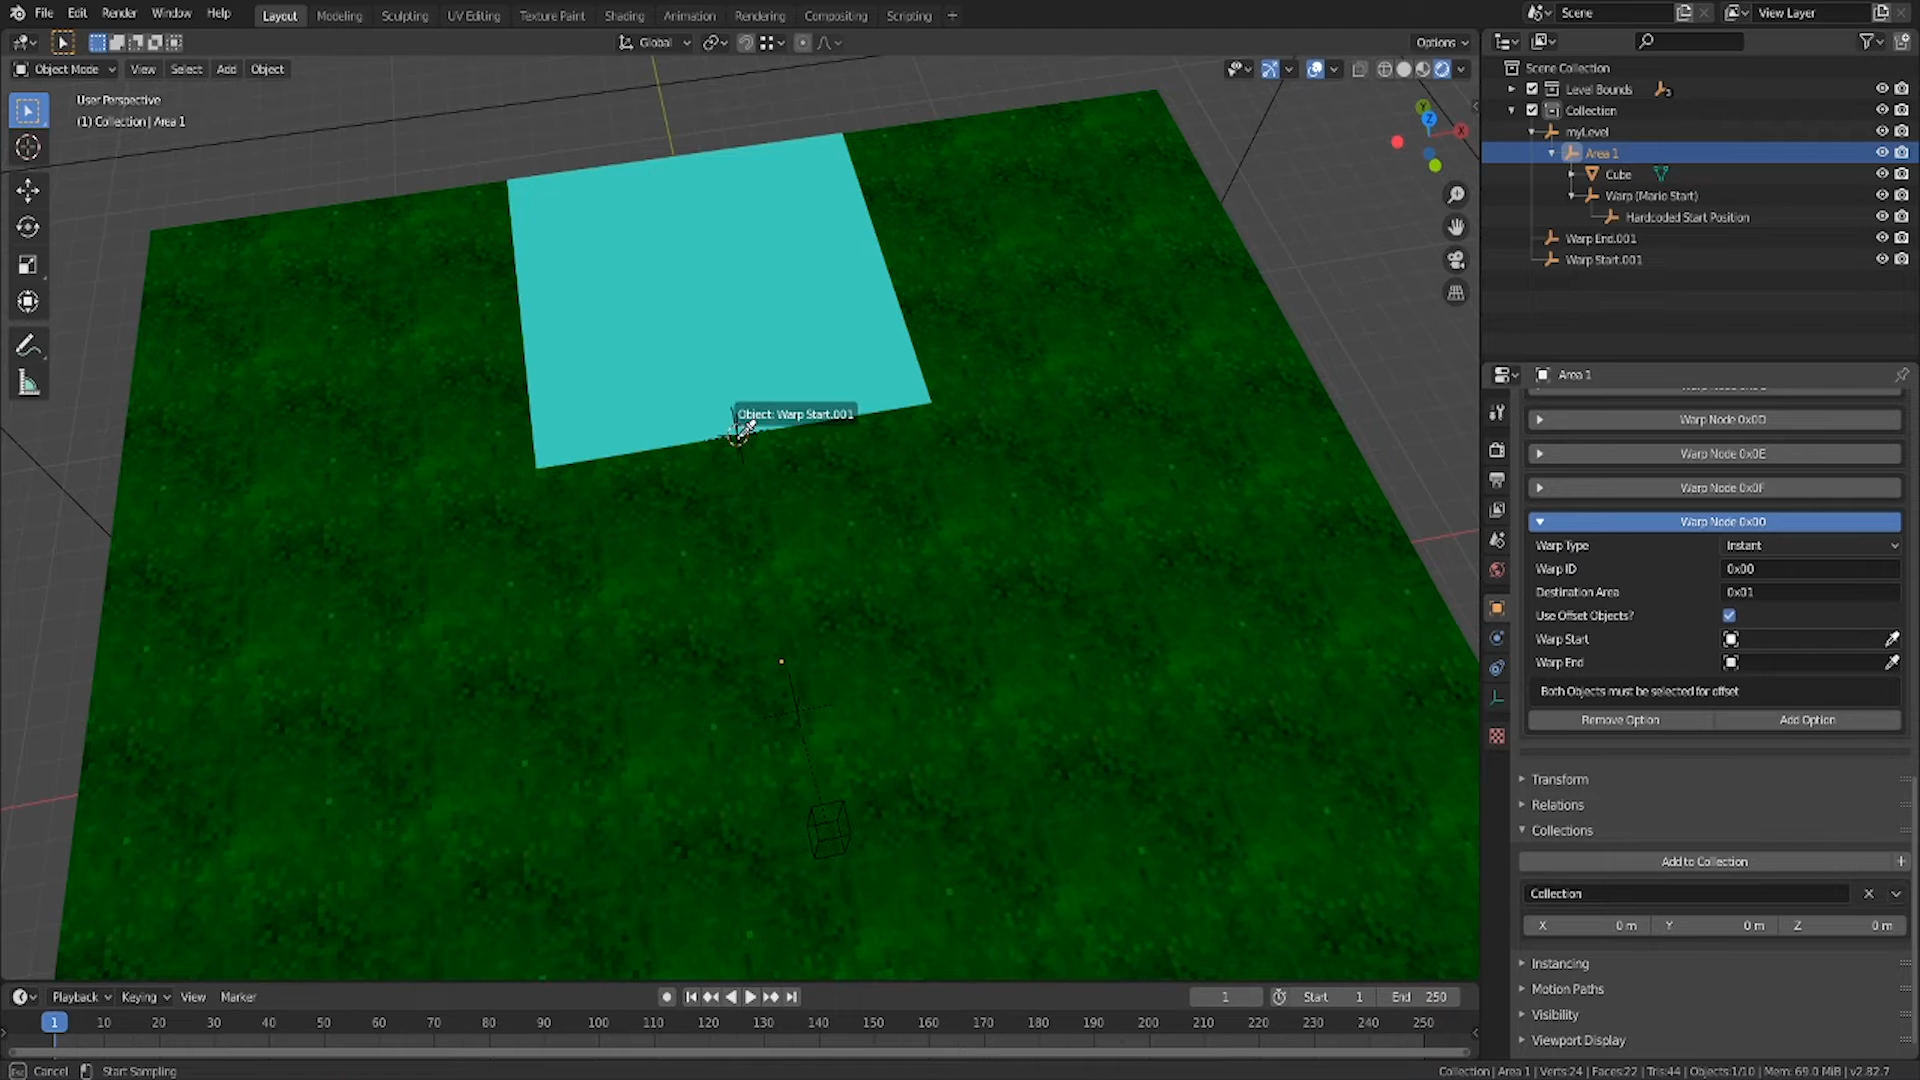 File Edit Render Window Help
Layout Modeling Sculpting UV Editing Texture Paint Shading Animation Rendering Compositing Scripting +
Scene
View Layer
Global
Options
Object Mode View Select Add Object
User Perspective
(1) Collection | Area 1
Y
Z
X
Object: Warp Start.001
Scene Collection
Level Bounds
Collection
myLevel
Area 1
Cube
Warp (Mario Start)
Hardcoded Start Position
Warp End.001
Warp Start.001
Area 1
Warp Node 0x0D
Warp Node 0x0E
Warp Node 0x0F
Warp Node 0x00
Warp Type Instant
Warp ID 0x00
Destination Area 0x01
Use Offset Objects?
Warp Start
Warp End
Both Objects must be selected for offset
Remove Option Add Option
Transform
Relations
Collections
Add to Collection +
Collection
X 0 m Y 0 m Z 0 m
Instancing
Motion Paths
Visibility
Viewport Display
Playback Keying View Marker
1 Start 1 End 250
1 10 20 30 40 50 60 70 80 90 100 110 120 130 140 150 160 170 180 190 200 210 220 230 240 250
Esc Cancel Start Sampling
Collection | Area 1 | Verts:24 | Faces:22 | Tris:44 | Objects:1/10 | Mem: 69.0 MiB | v2.82.7